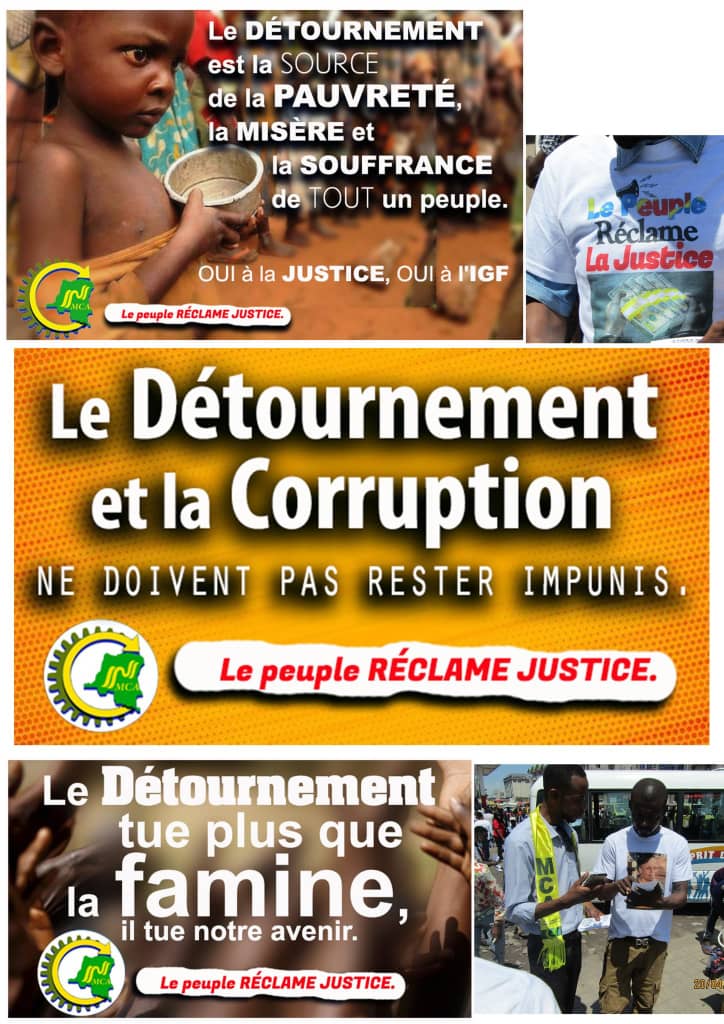 Le DÉTOURNEMENT
est la SOURCE
de la PAUVRETÉ,
la MISÈRE et
la SOUFFRANCE
de TOUT un peuple.
OUI à la JUSTICE, OUI à l'IGF
MCA
Le peuple RÉCLAME JUSTICE.
Le Peuple
Réclame
La Justice
Le Détournement
et la Corruption
NE DOIVENT PAS RESTER IMPUNIS.
MCA
Le peuple RÉCLAME JUSTICE.
Le Détournement
tue plus que
la famine,
il tue notre avenir.
MCA
Le peuple RÉCLAME JUSTICE.
MCA
PRIT